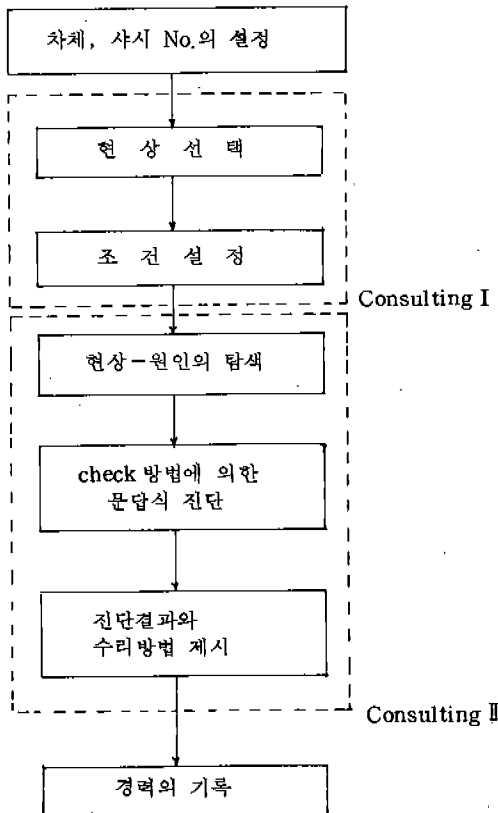 차체, 샤시 No.의 설정
현 상 선 택
조 건 설 정
Consulting Ⅰ
현상-원인의 탐색
check 방법에 의한
문답식 진단
진단결과와
수리방법 제시
Consulting Ⅱ
경력의 기록